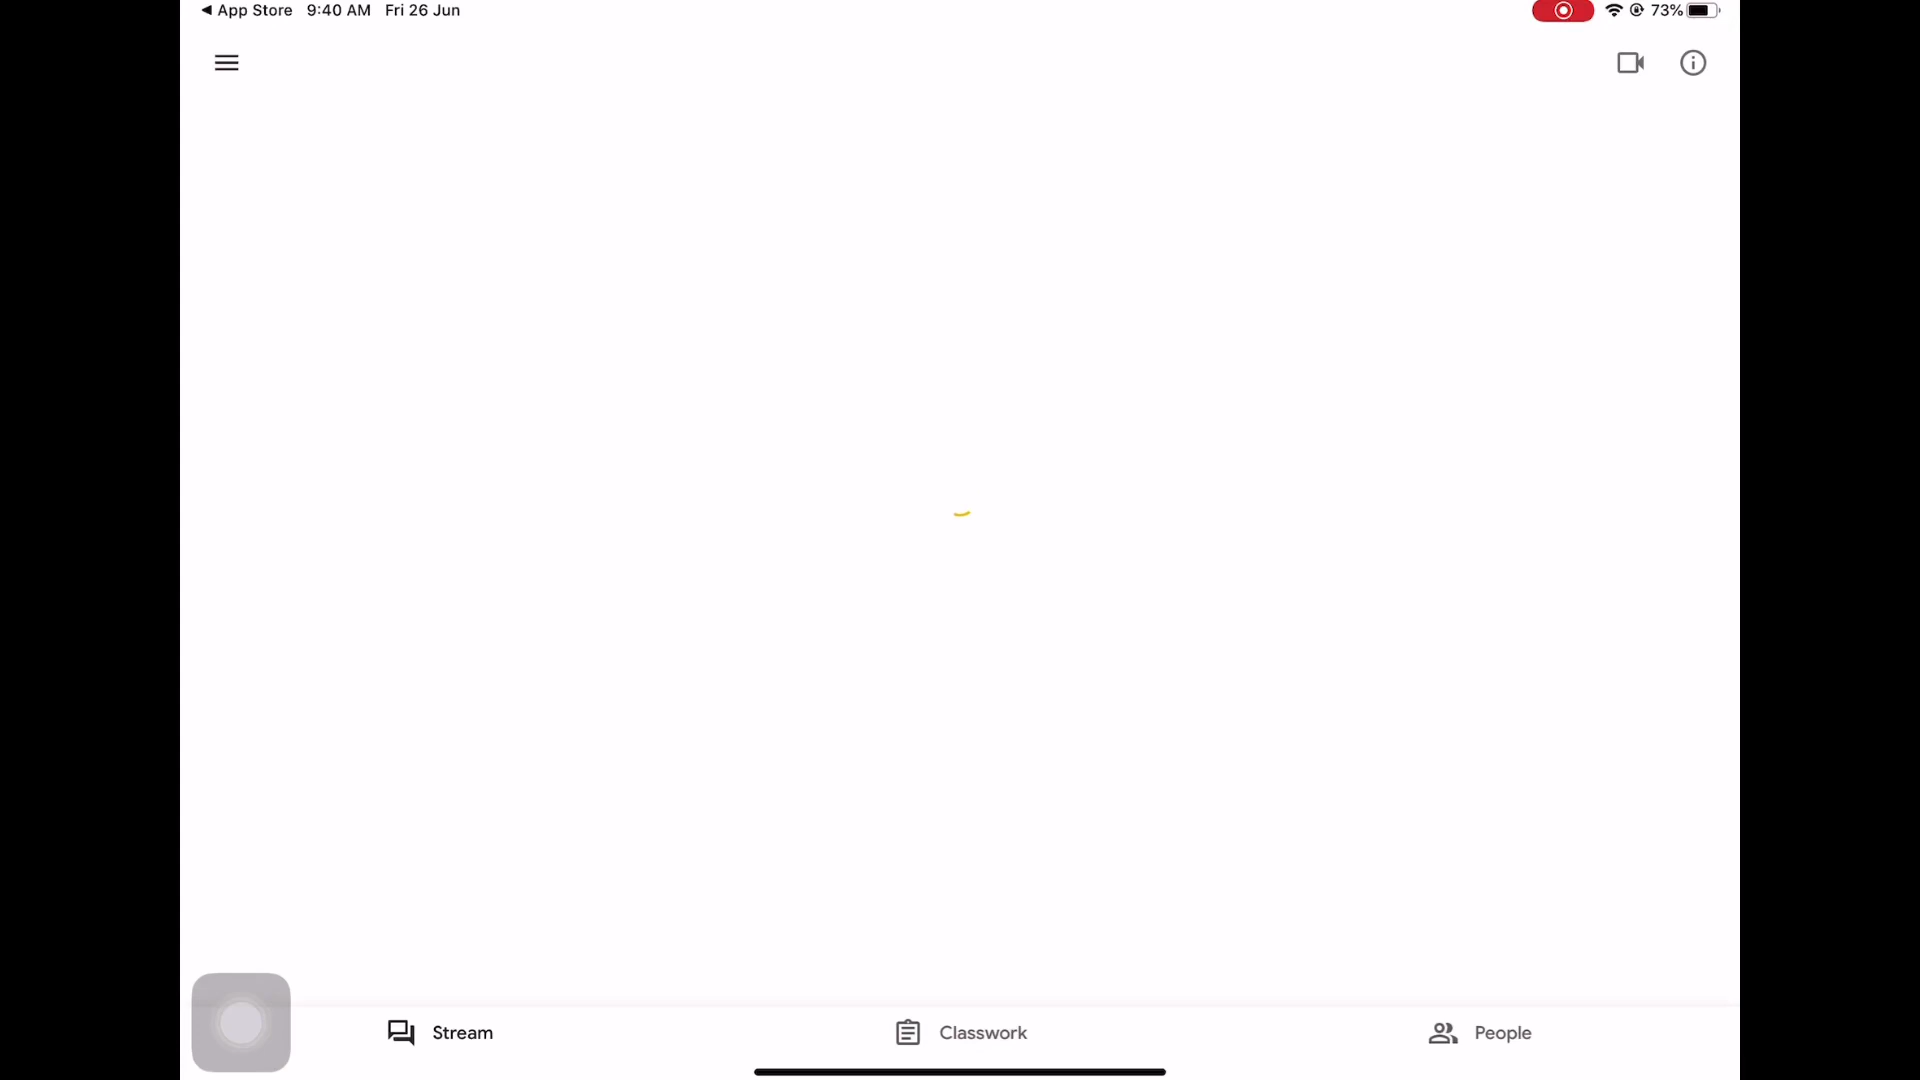 ◀ App Store 9:40 AM Fri 26 Jun 73%
Stream Classwork People